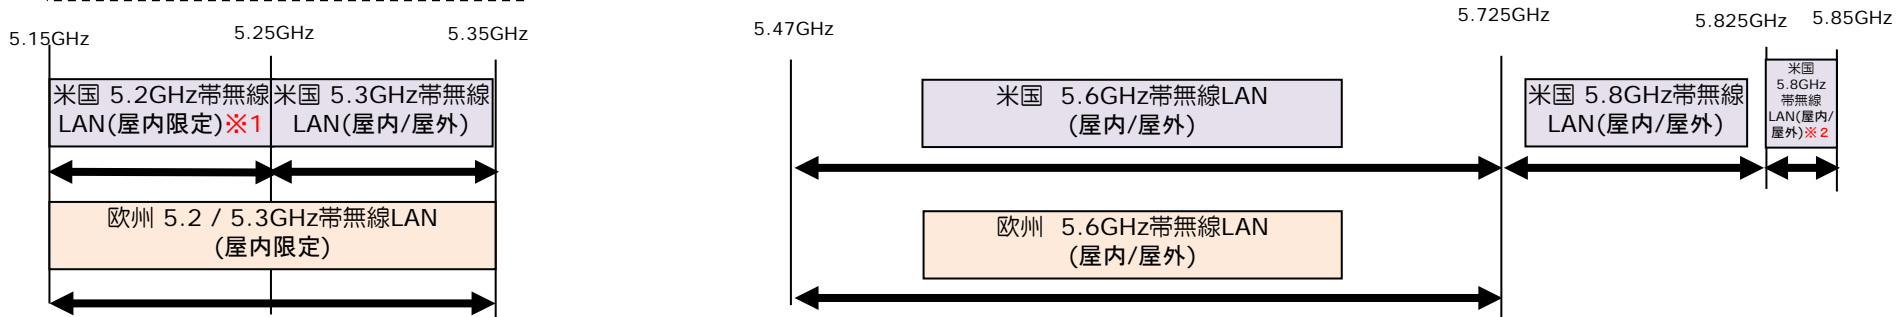 5.15GHz
5.25GHz
5.35GHz
5.47GHz
5.725GHz
5.825GHz
5.85GHz
米国 5.2GHz帯無線
LAN(屋内限定)※1
米国 5.3GHz帯無線
LAN(屋内/屋外)
米国 5.6GHz帯無線LAN
(屋内/屋外)
米国 5.8GHz帯無線
LAN(屋内/屋外)
米国
5.8GHz
帯無線
LAN(屋内/
屋外)※2
欧州 5.2 / 5.3GHz帯無線LAN
(屋内限定)
欧州 5.6GHz帯無線LAN
(屋内/屋外)